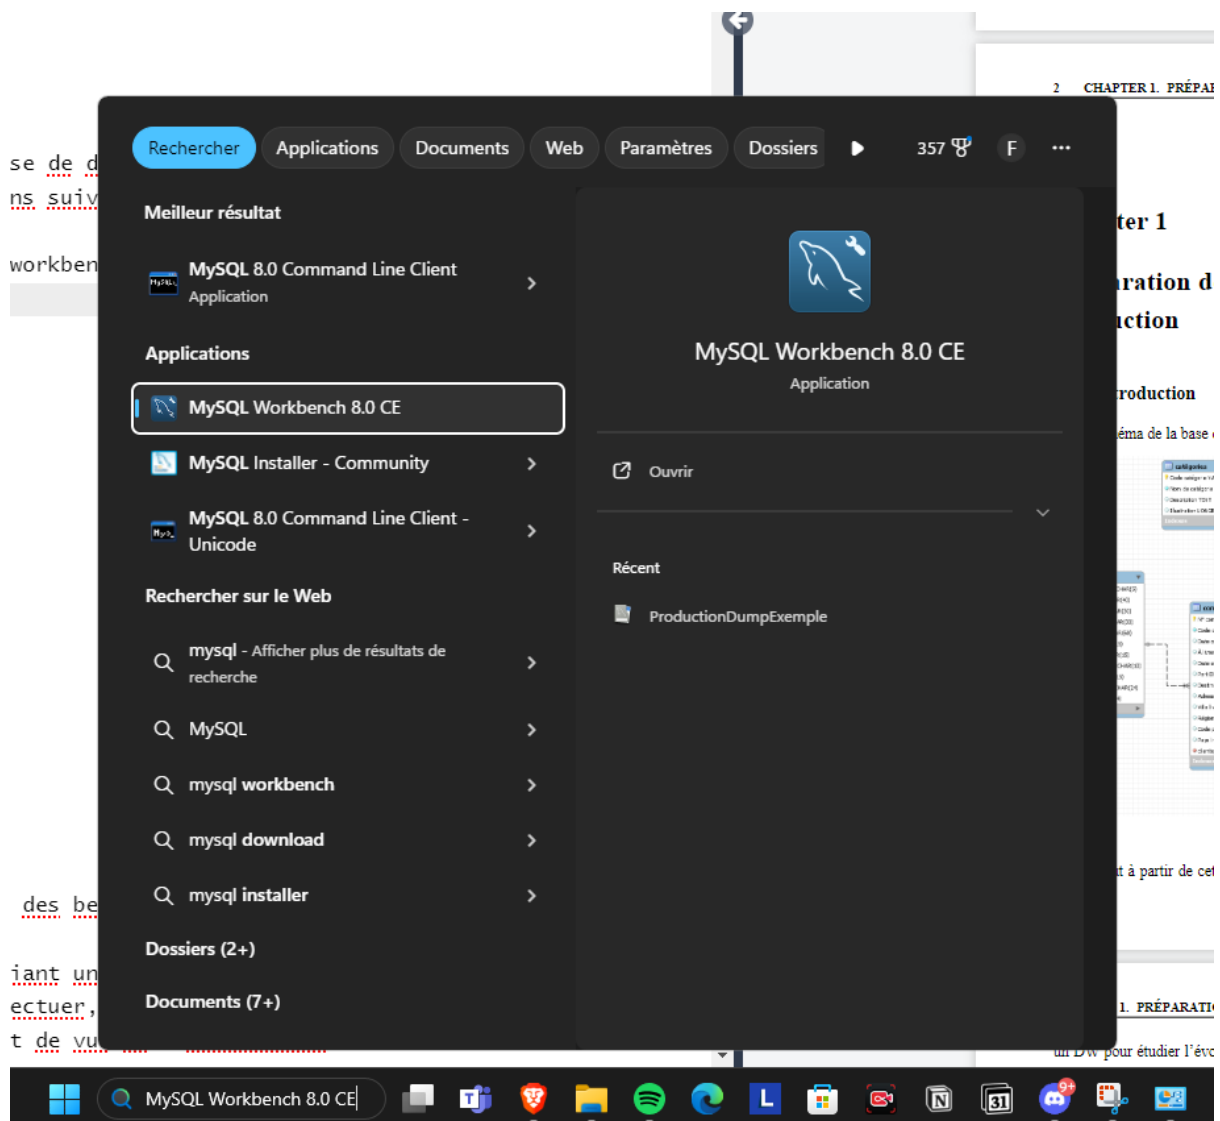 2 CHAPTER 1. PRÉPAR
se de d
ns suiv
workben
Rechercher
Applications
Documents
Web
Paramètres
Dossiers
357
F
Meilleur résultat
MySQL 8.0 Command Line Client
Application
Applications
MySQL Workbench 8.0 CE
MySQL Installer - Community
MySQL 8.0 Command Line Client -
Unicode
Rechercher sur le Web
mysql - Afficher plus de résultats de
recherche
MySQL
mysql workbench
mysql download
mysql installer
Dossiers (2+)
Documents (7+)
MySQL Workbench 8.0 CE
Application
Ouvrir
Récent
ProductionDumpExemple
ter 1
ration d
ction
roduction
éma de la base
catégories
des be
iant un
ectuer,
t de vu
t à partir de cet
1. PRÉPARATI
un DW pour étudier l'évo
MySQL Workbench 8.0 CE
L
31
9+